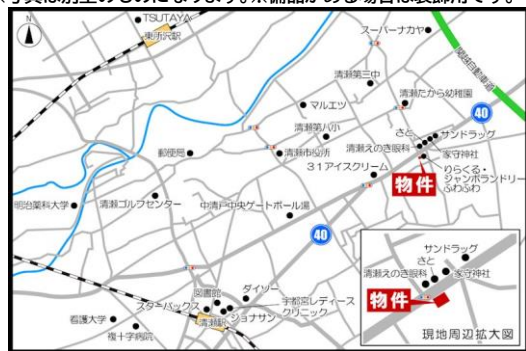 ※写真は別室のものになります。※備品がある場合は装飾用です。
N
TSUTAYA
東所沢駅
スーパーナカヤ
関越自動車道
清瀬第三中
清瀬たから幼稚園
マルエツ
40
清瀬第八小
さと
サンドラッグ
郵便局
清瀬市役所
清瀬えのき眼科
家守神社
31アイスクリーム
りらくる・
ジャンボランドリー
ふわふわ
物件
明治薬科大学
清瀬ゴルフセンター
中清戸中央ゲートボール場
40
サンドラッグ
さと
清瀬えのき眼科
家守神社
物件
現地周辺拡大図
図書館
ダイソー
スターバックス
宇都宮レディース
クリニック
ジョナサン
清瀬駅
看護大学
複十字病院